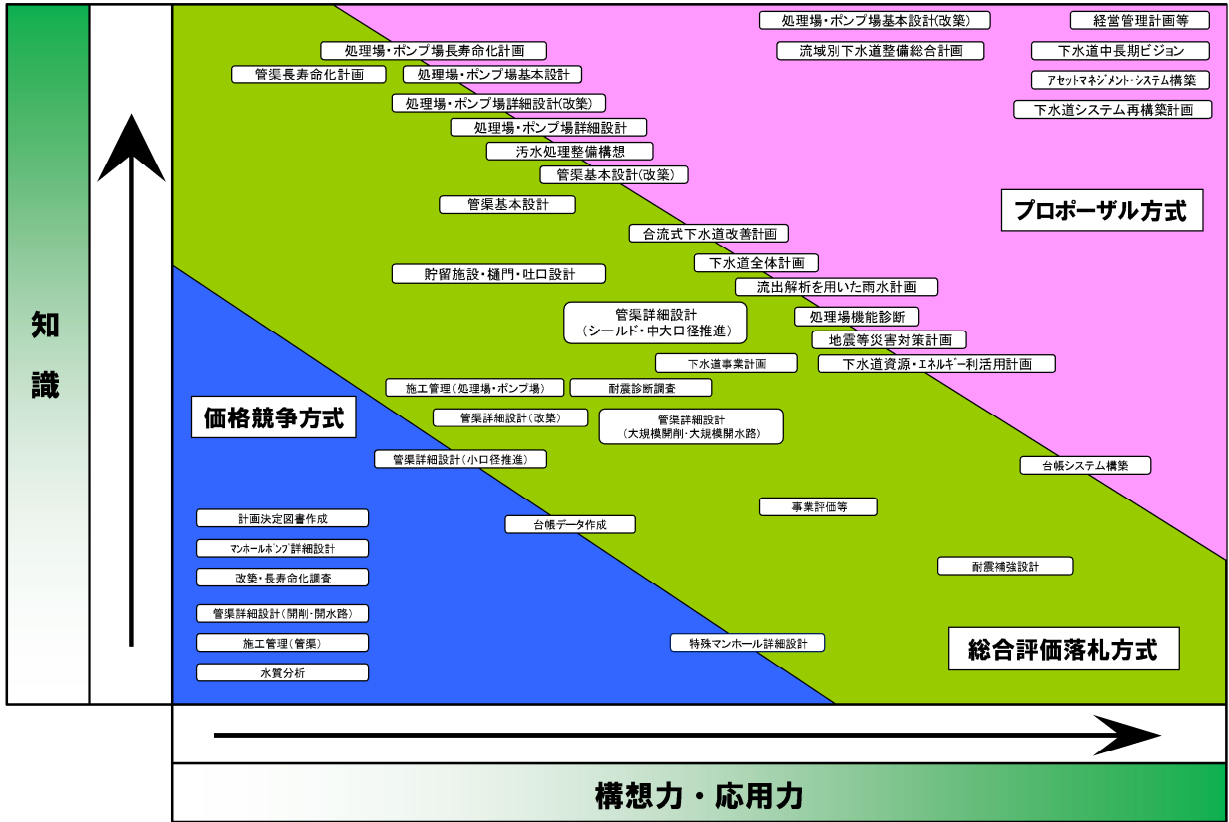 処理場・ポンプ場基本設計(改築)
経営管理計画等
処理場・ポンプ場長寿命化計画
流域別下水道整備総合計画
下水道中長期ビジョン
管渠長寿命化計画
処理場・ポンプ場基本設計
アセットマネジメント・システム構築
処理場・ポンプ場詳細設計(改築)
下水道システム再構築計画
処理場・ポンプ場詳細設計
汚水処理整備構想
管渠基本設計(改築)
管渠基本設計
プロポーザル方式
合流式下水道改善計画
下水道全体計画
貯留施設・樋門・吐口設計
流出解析を用いた雨水計画
管渠詳細設計
(シールド・中大口径推進)
処理場機能診断
知
識
地震等災害対策計画
下水道事業計画
下水道資源・エネルギー利活用計画
施工管理(処理場・ポンプ場)
耐震診断調査
価格競争方式
管渠詳細設計(改築)
管渠詳細設計
(大規模開削・大規模開水路)
管渠詳細設計(小口径推進)
台帳システム構築
事業評価等
計画決定図書作成
台帳データ作成
マンホールポンプ詳細設計
耐震補強設計
改築・長寿命化調査
管渠詳細設計(開削・開水路)
施工管理(管渠)
特殊マンホール詳細設計
総合評価落札方式
水質分析
構想力・応用力